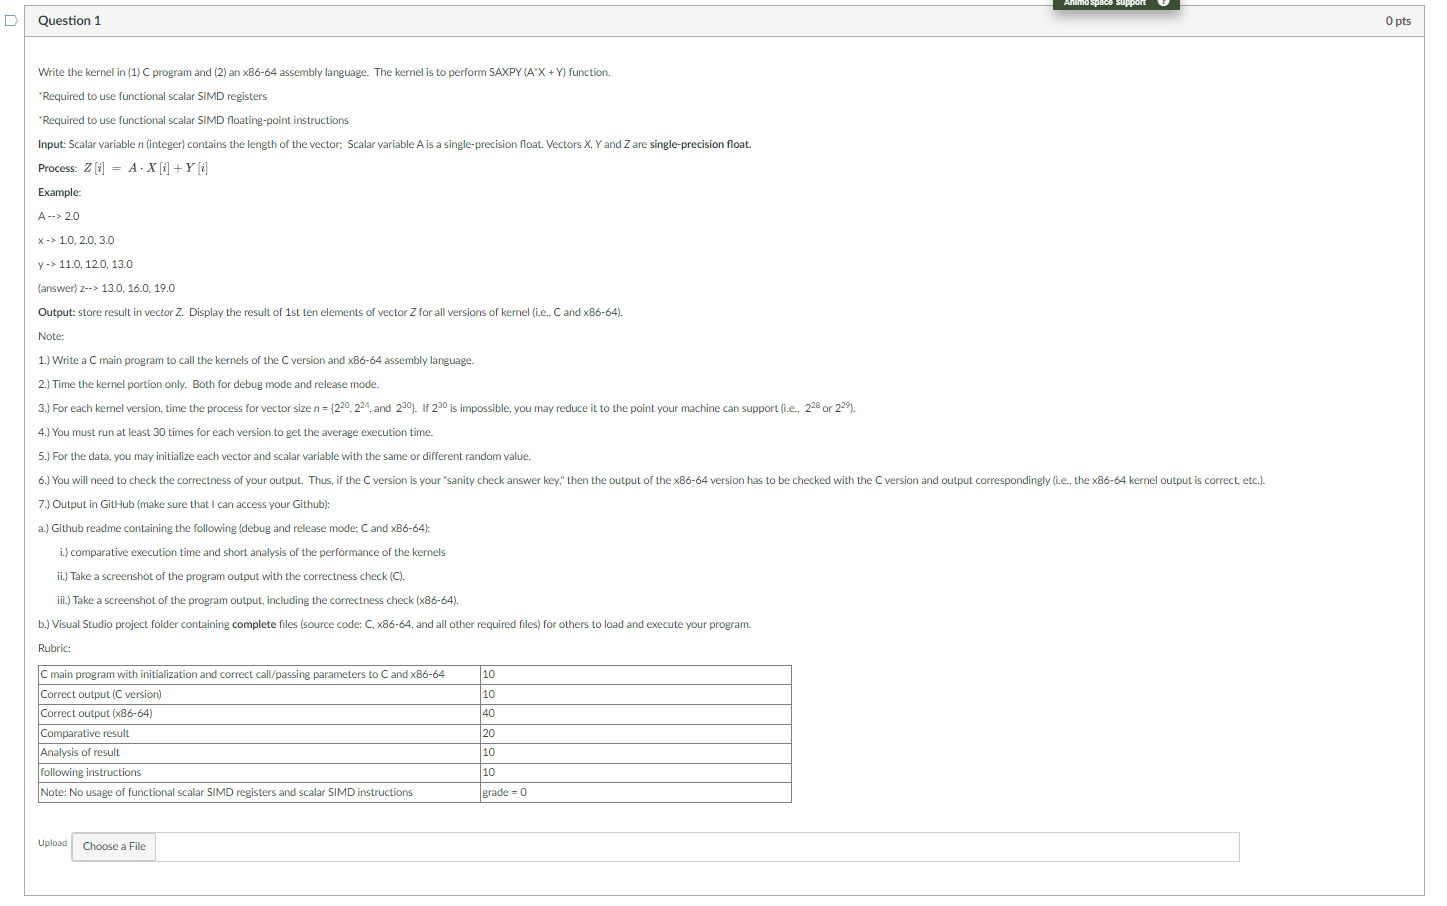 Animo space support ?
Question 1
0 pts
Write the kernel in (1) C program and (2) an x86-64 assembly language. The kernel is to perform SAXPY (A*X + Y) function.
*Required to use functional scalar SIMD registers
*Required to use functional scalar SIMD floating-point instructions
Input: Scalar variable n (integer) contains the length of the vector; Scalar variable A is a single-precision float. Vectors X, Y and Z are single-precision float.
Process: Z [i] = A · X [i] + Y [i]
Example:
A --> 2.0
x -> 1.0, 2.0, 3.0
y -> 11.0, 12.0, 13.0
(answer) z--> 13.0, 16.0, 19.0
Output: store result in vector Z. Display the result of 1st ten elements of vector Z for all versions of kernel (i.e., C and x86-64).
Note:
1.) Write a C main program to call the kernels of the C version and x86-64 assembly language.
2.) Time the kernel portion only. Both for debug mode and release mode.
3.) For each kernel version, time the process for vector size n = {2²⁰, 2²⁴, and 2³⁰}. If 2³⁰ is impossible, you may reduce it to the point your machine can support (i.e., 2²⁸ or 2²⁹).
4.) You must run at least 30 times for each version to get the average execution time.
5.) For the data, you may initialize each vector and scalar variable with the same or different random value.
6.) You will need to check the correctness of your output. Thus, if the C version is your "sanity check answer key," then the output of the x86-64 version has to be checked with the C version and output correspondingly (i.e., the x86-64 kernel output is correct, etc.).
7.) Output in GitHub (make sure that I can access your Github):
a.) Github readme containing the following (debug and release mode; C and x86-64):
i.) comparative execution time and short analysis of the performance of the kernels
ii.) Take a screenshot of the program output with the correctness check (C).
iii.) Take a screenshot of the program output, including the correctness check (x86-64).
b.) Visual Studio project folder containing complete files (source code: C, x86-64, and all other required files) for others to load and execute your program.
Rubric:
C main program with initialization and correct call/passing parameters to C and x86-64 10
Correct output (C version) 10
Correct output (x86-64) 40
Comparative result 20
Analysis of result 10
following instructions 10
Note: No usage of functional scalar SIMD registers and scalar SIMD instructions grade = 0
Upload Choose a File